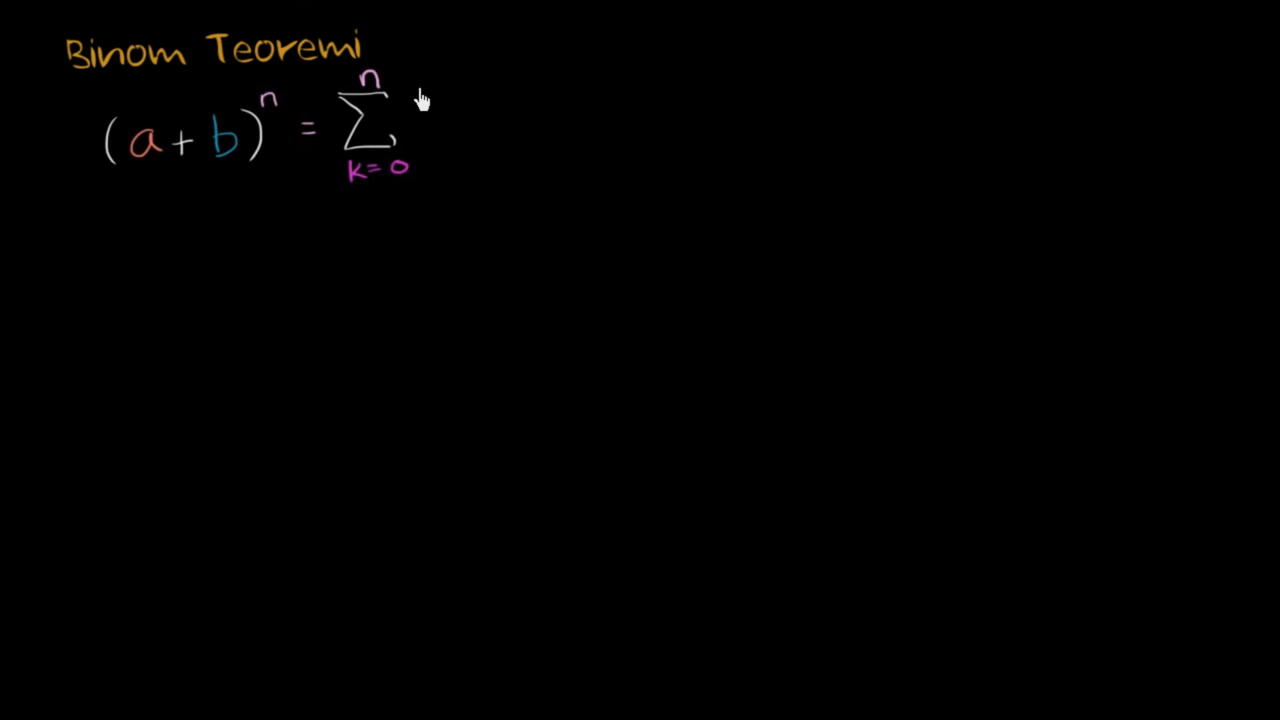 Binom Teoremi
(a + b)^n = ∑_{k=0}^{n}